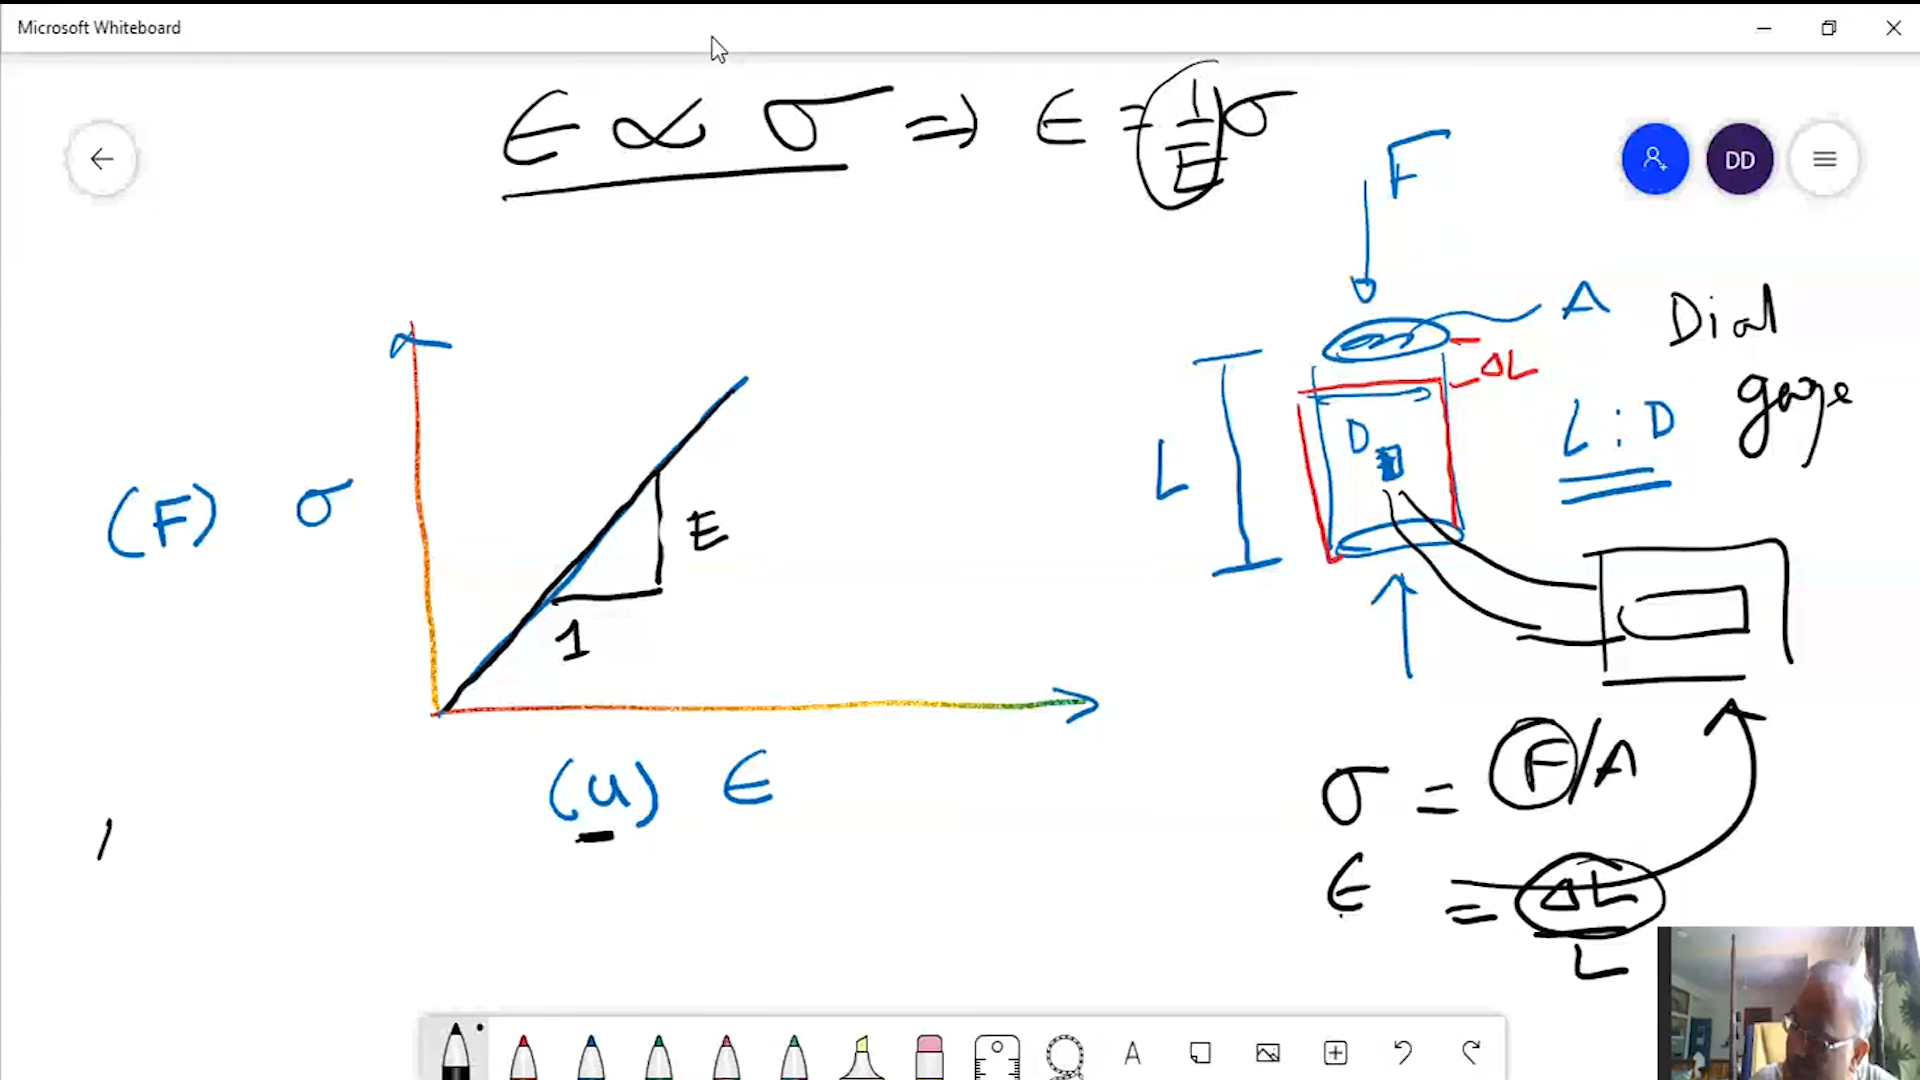 Microsoft Whiteboard
ϵ ∝ σ ⇒ ϵ = 1/E σ
DD
F
A
Dial
gage
ΔL
L : D
L
D
(F) σ
E
1
(u) ϵ
σ = F/A
ϵ = ΔL/L
A